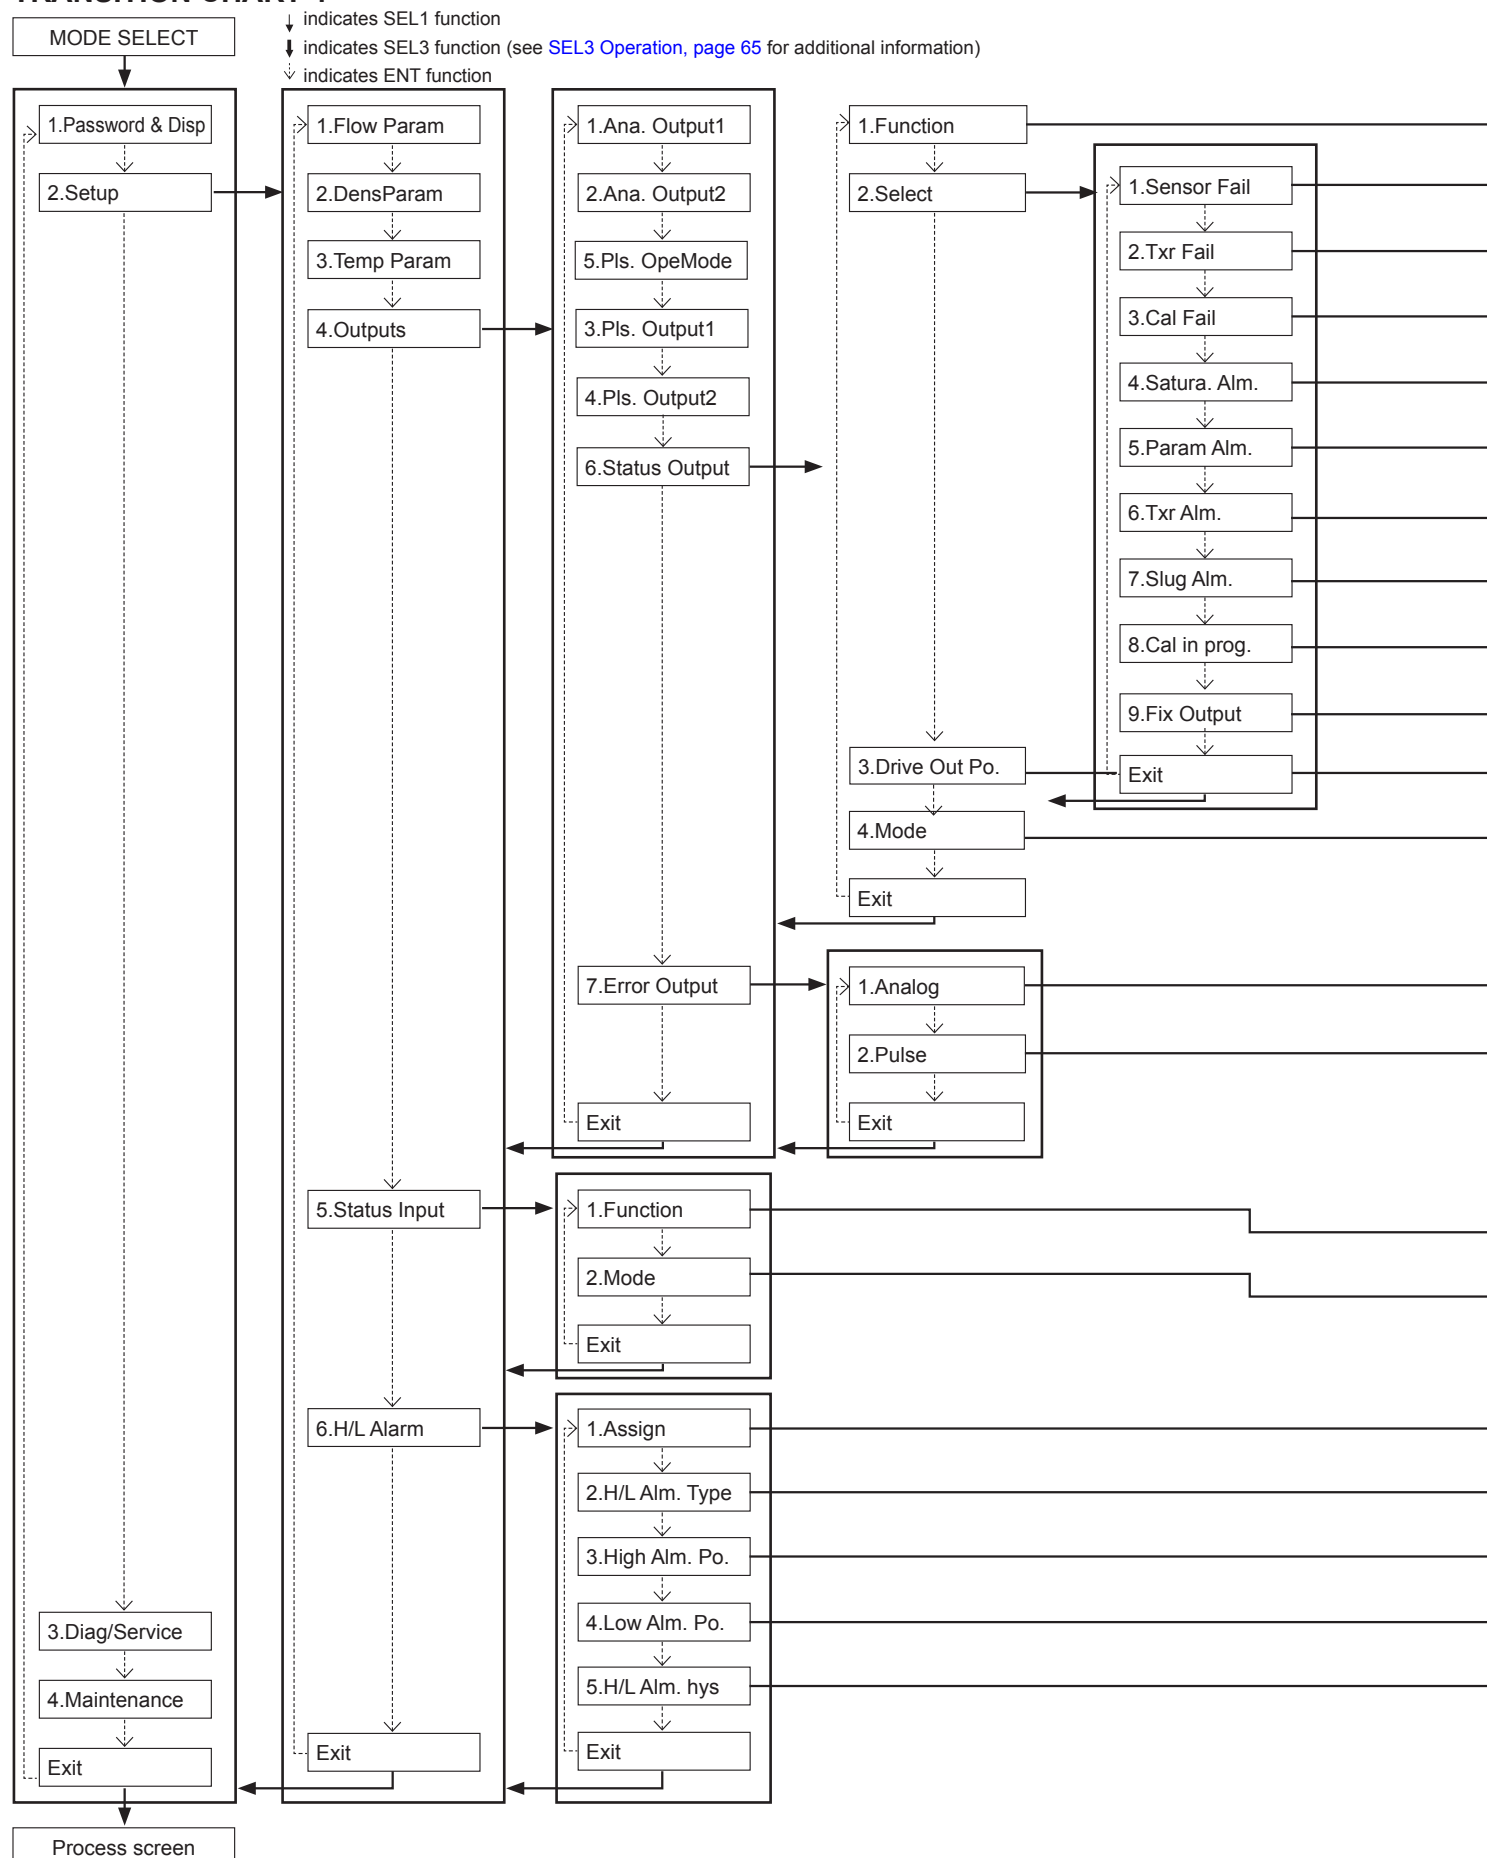 MODE SELECT
indicates SEL1 function
indicates SEL3 function (see SEL3 Operation, page 65 for additional information)
indicates ENT function
1.Password & Disp
2.Setup
3.Diag/Service
4.Maintenance
Exit
Process screen
1.Flow Param
2.DensParam
3.Temp Param
4.Outputs
5.Status Input
6.H/L Alarm
Exit
1.Ana. Output1
2.Ana. Output2
5.Pls. OpeMode
3.Pls. Output1
4.Pls. Output2
6.Status Output
7.Error Output
Exit
1.Function
2.Mode
Exit
1.Assign
2.H/L Alm. Type
3.High Alm. Po.
4.Low Alm. Po.
5.H/L Alm. hys
Exit
1.Function
2.Select
3.Drive Out Po.
4.Mode
Exit
1.Analog
2.Pulse
Exit
1.Sensor Fail
2.Txr Fail
3.Cal Fail
4.Satura. Alm.
5.Param Alm.
6.Txr Alm.
7.Slug Alm.
8.Cal in prog.
9.Fix Output
Exit